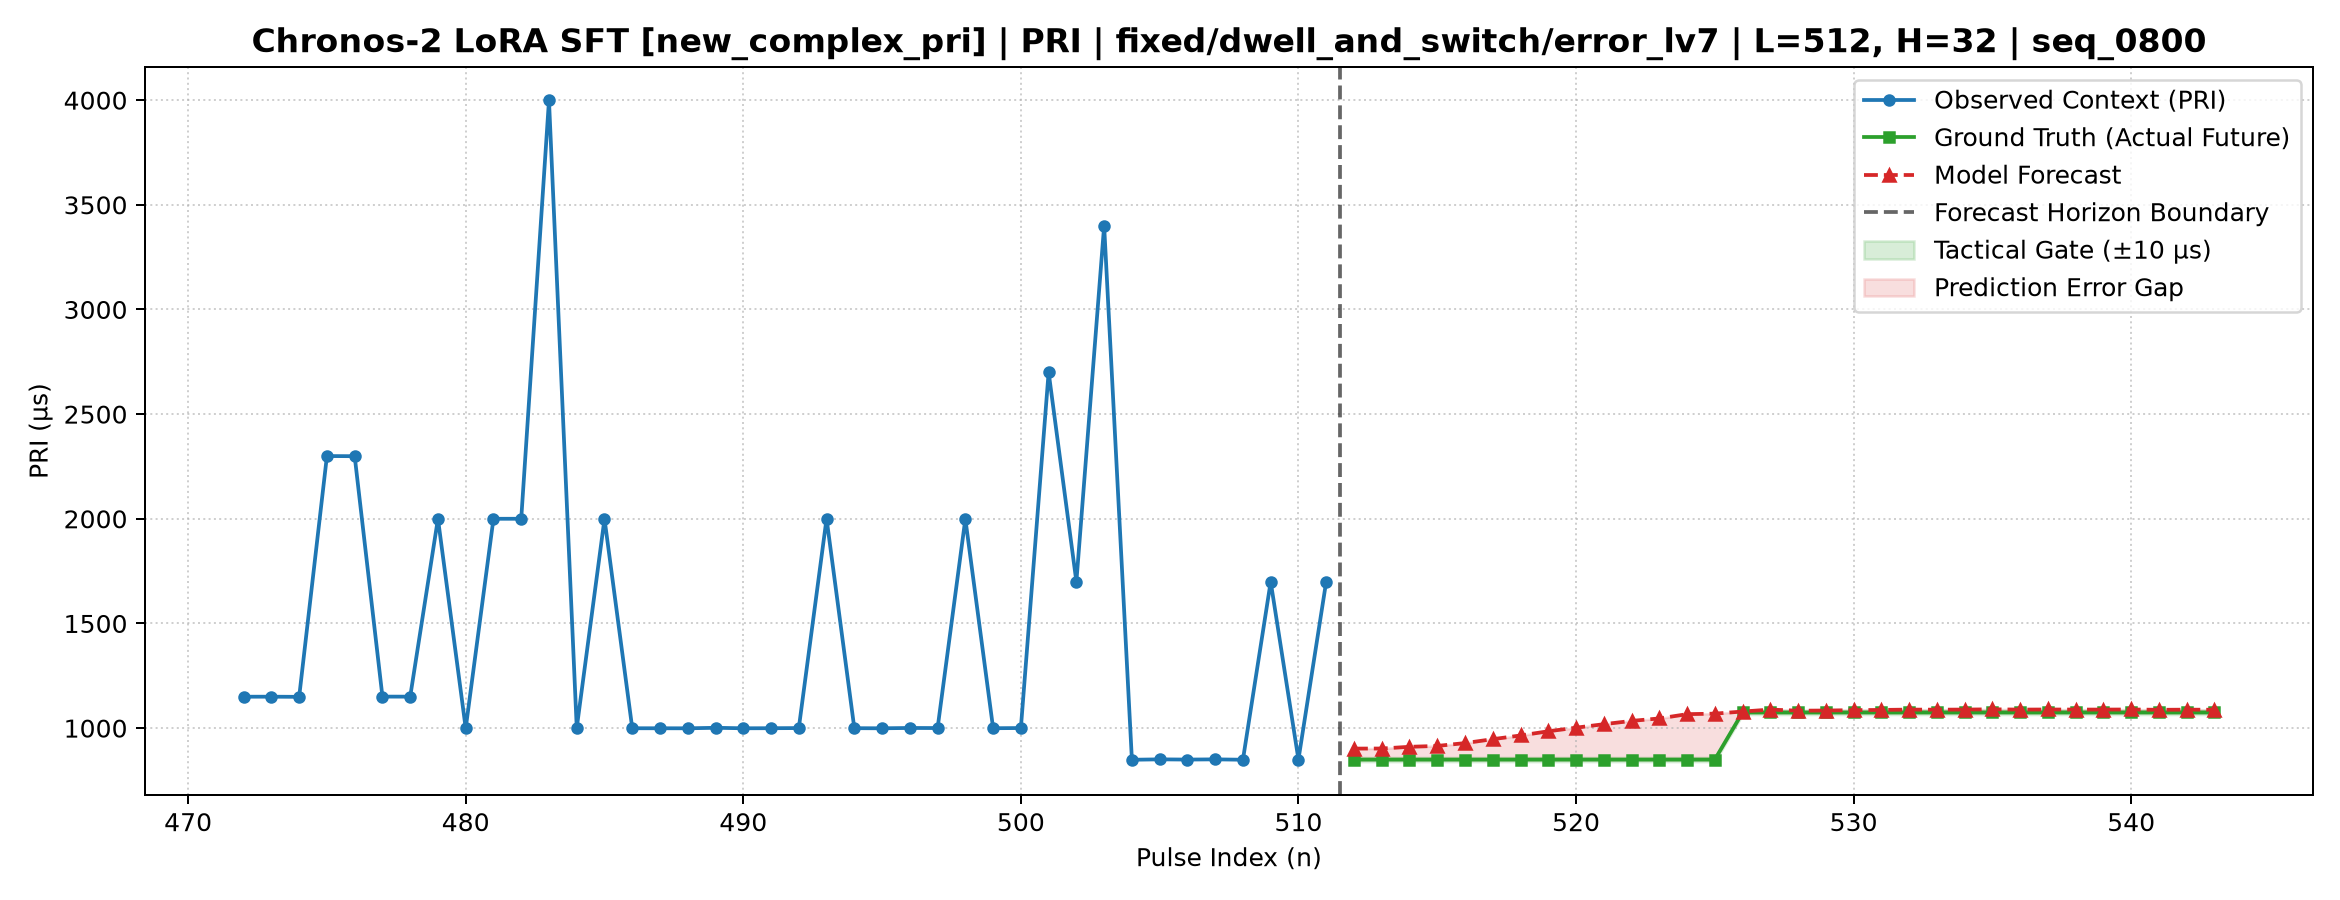 Chronos-2 LoRA SFT [new_complex_pri] | PRI | fixed/dwell_and_switch/error_lv7 | L=512, H=32 | seq_0800
Observed Context (PRI)
Ground Truth (Actual Future)
Model Forecast
Forecast Horizon Boundary
Tactical Gate (±10 µs)
Prediction Error Gap
PRI (µs)
4000
3500
3000
2500
2000
1500
1000
470 480 490 500 510 520 530 540
Pulse Index (n)